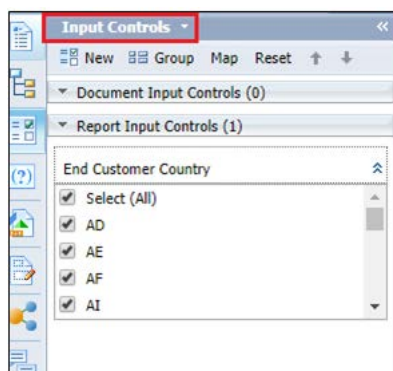 Input Controls
New Group Map Reset
Document Input Controls (0)
Report Input Controls (1)
(?)
End Customer Country
Select (All)
AD
AE
AF
AI